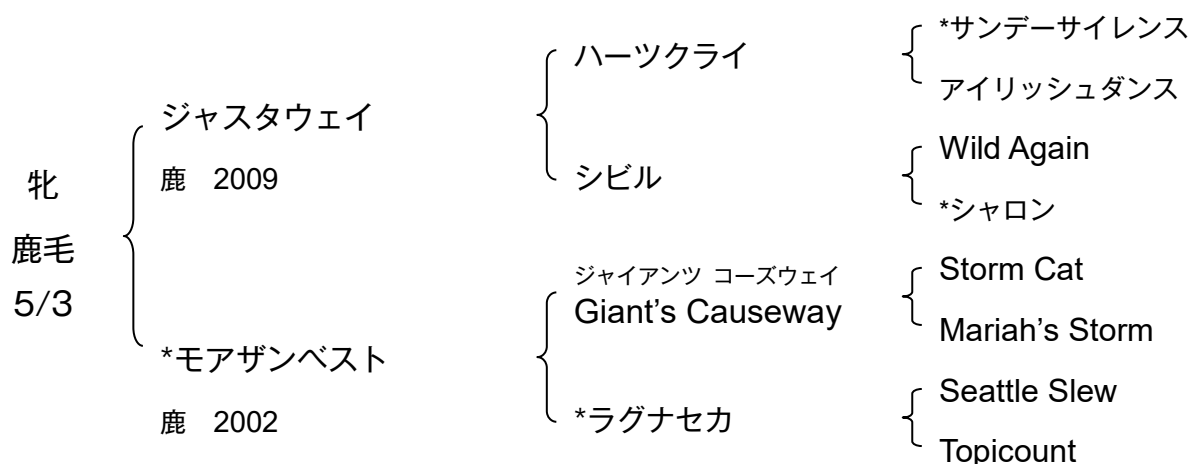 牝
鹿毛
5/3
ジャスタウェイ
鹿 2009
*モアザンベスト
鹿 2002
ハーツクライ
シビル
ジャイアンツ コーズウェイ
Giant's Causeway
*ラグナセカ
*サンデーサイレンス
アイリッシュダンス
Wild Again
*シャロン
Storm Cat
Mariah's Storm
Seattle Slew
Topicount